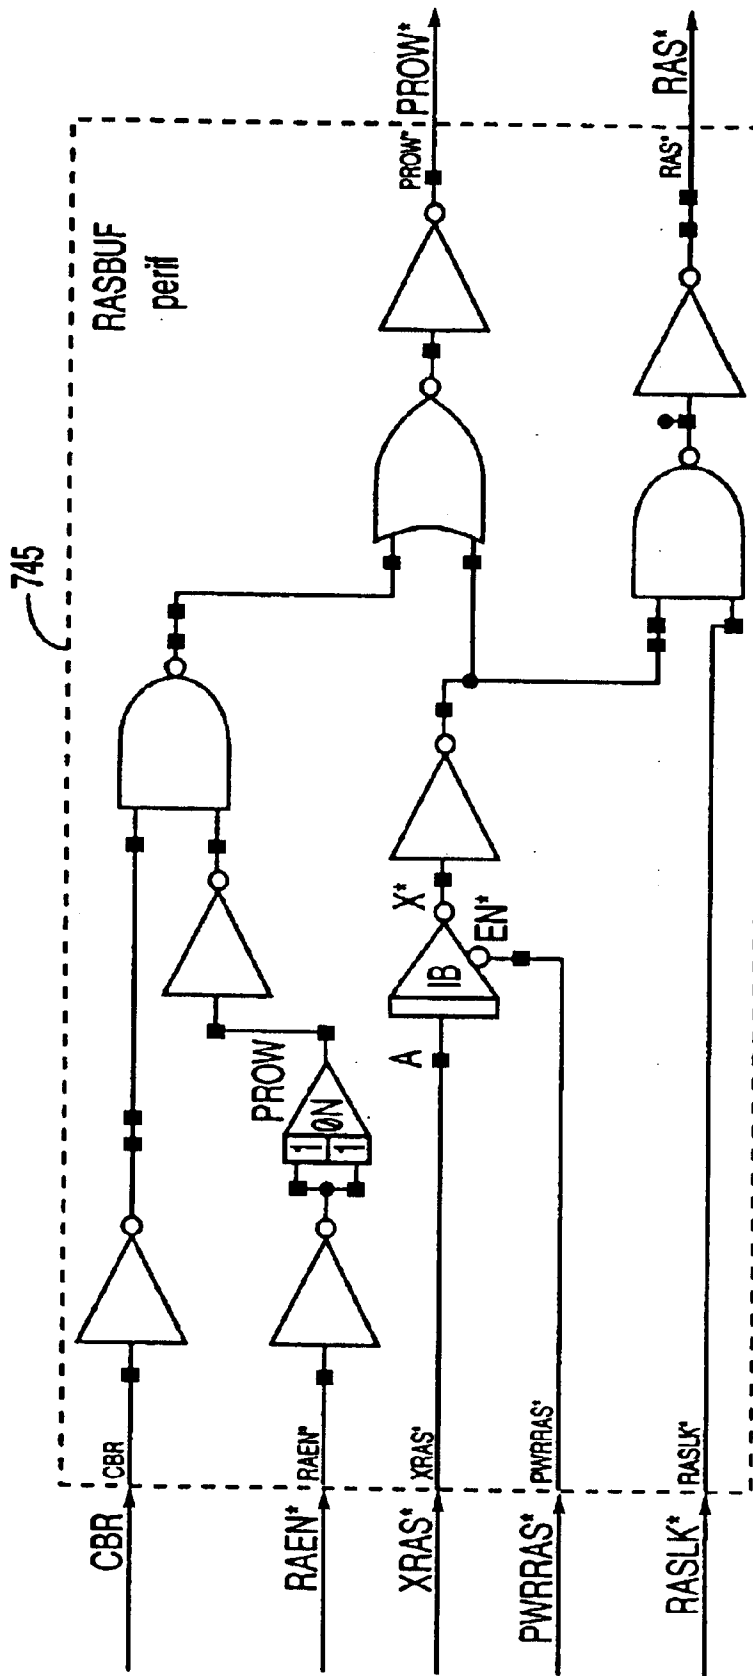 745
RASBUF
perif
CBR
CBR
RAEN*
RAEN*
PROW
1
1
ØN
XRAS*
XRAS*
A
IB
X*
EN*
PWRRAS*
PWRRAS*
RASLK*
RASLK*
PROW*
PROW*
RAS*
RAS*